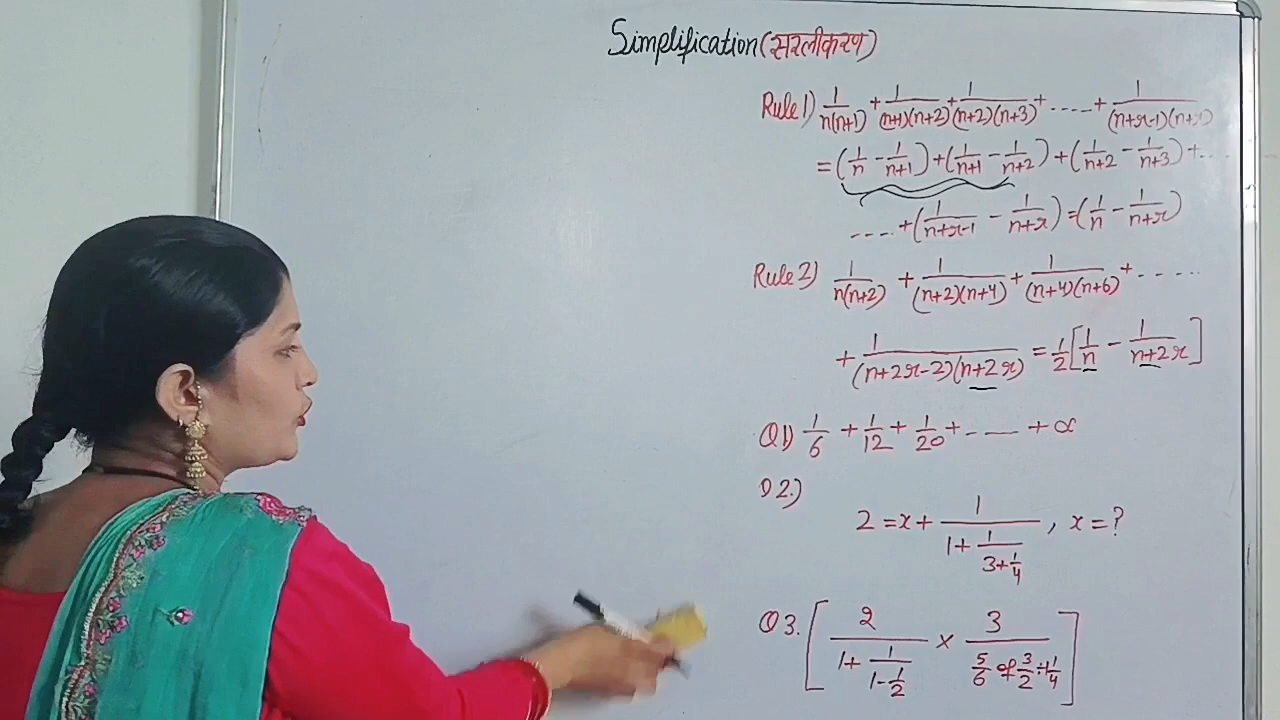 Simplification (सरलीकरण)
Rule 1) 1/n(n+1) + 1/(n+1)(n+2) + 1/(n+2)(n+3) + ..... + 1/(n+r-1)(n+r)
= (1/n - 1/n+1) + (1/n+1 - 1/n+2) + (1/n+2 - 1/n+3) + ...
.... + (1/n+r-1 - 1/n+r) = (1/n - 1/n+r)
Rule 2) 1/n(n+2) + 1/(n+2)(n+4) + 1/(n+4)(n+6) + .....
+ 1/(n+2r-2)(n+2r) = 1/2 [1/n - 1/n+2r]
Q1) 1/6 + 1/12 + 1/20 + ---- + ∝
Q2.)
2 = x + 1/(1 + 1/(3 + 1/4)) , x = ?
Q3. [2/(1 + 1/(1 - 1/2)) × 3/(5/6 of 3/2 ÷ 1 1/4)]